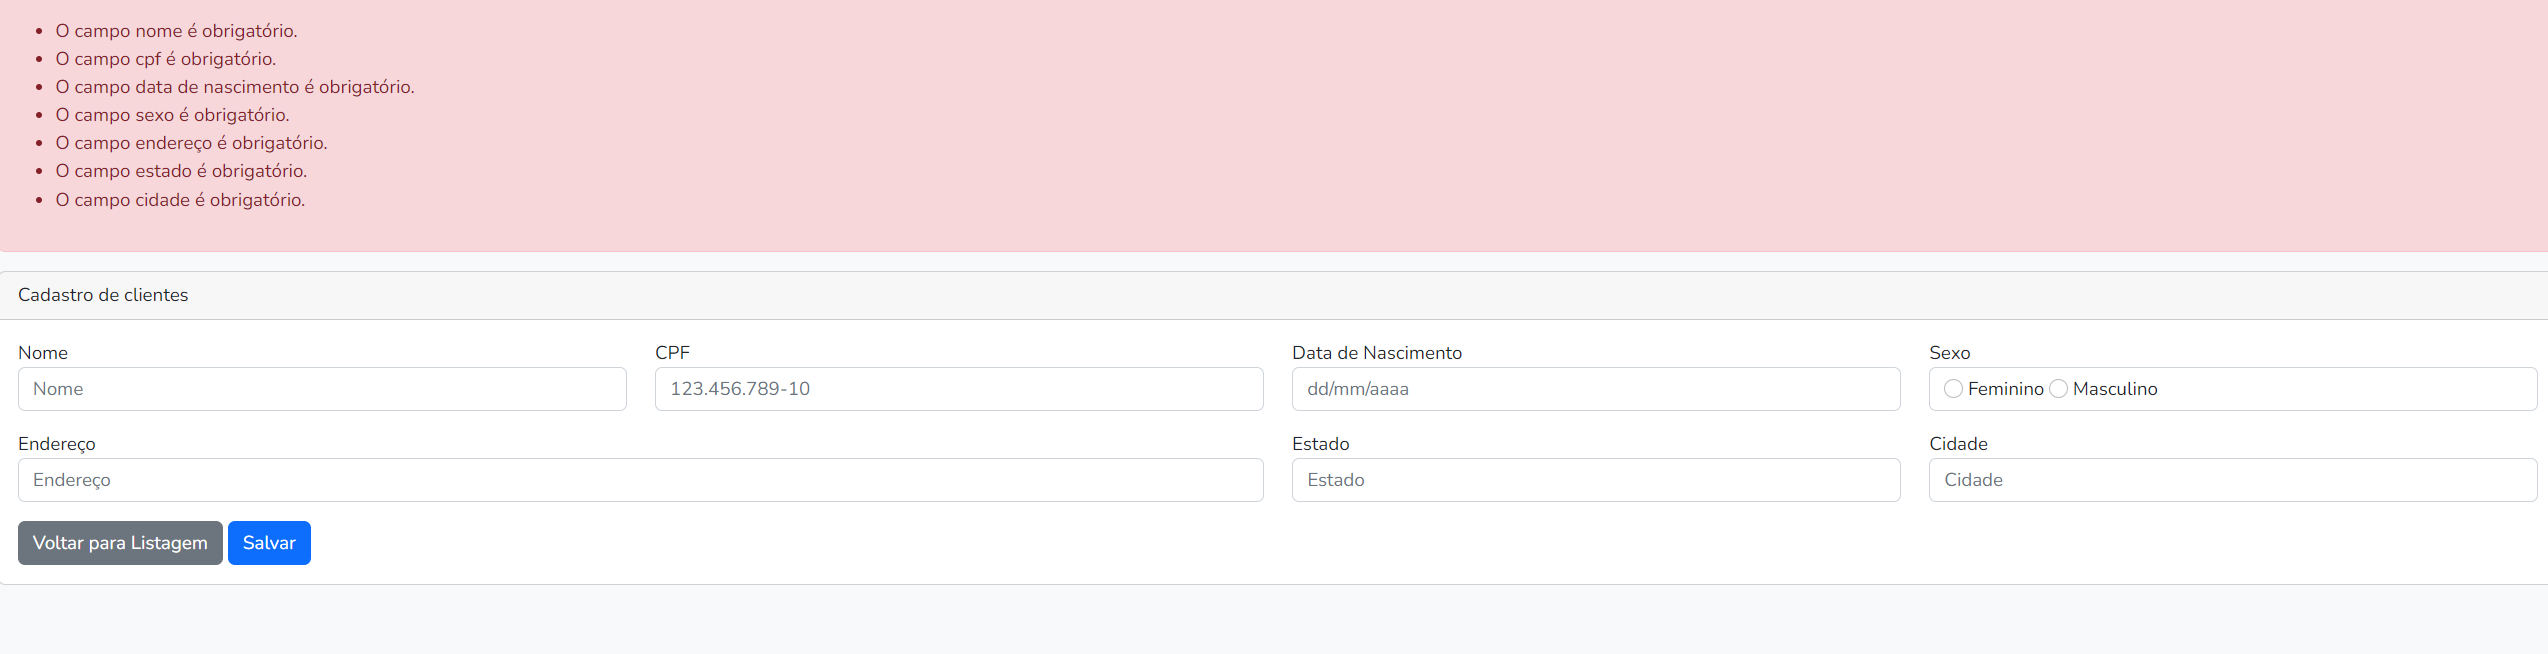 O campo nome é obrigatório.
O campo cpf é obrigatório.
O campo data de nascimento é obrigatório.
O campo sexo é obrigatório.
O campo endereço é obrigatório.
O campo estado é obrigatório.
O campo cidade é obrigatório.
Cadastro de clientes
Nome CPF Data de Nascimento Sexo
Nome 123.456.789-10 dd/mm/aaaa Feminino Masculino
Endereço Estado Cidade
Endereço Estado Cidade
Voltar para Listagem Salvar